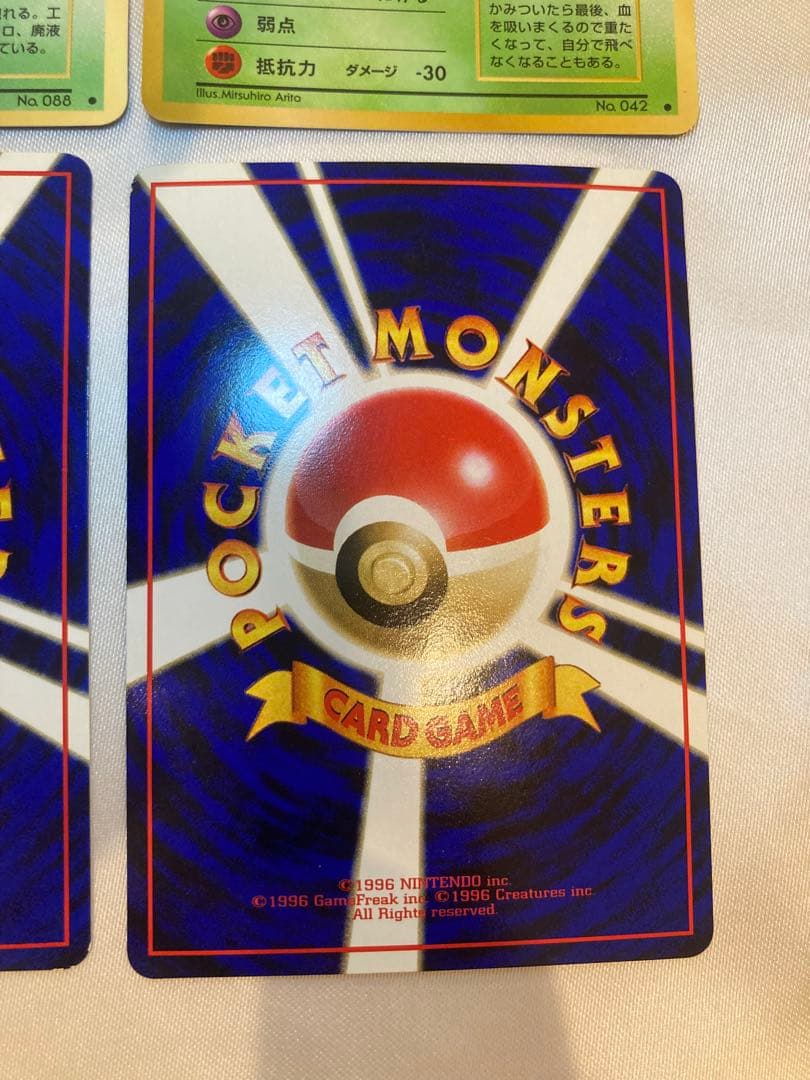 ロ、廃液
ている。
No. 088 ●
弱点
抵抗力 ダメージ -30
かみついたら最後、血
を吸いまくるので重た
くなって、自分で飛べ
なくなることもある。
Illus. Mitsuhiro Arita
No. 042 ●
POCKET MONSTERS
CARD GAME
©1996 NINTENDO inc.
©1996 GameFreak inc. ©1996 Creatures inc.
All Rights reserved.